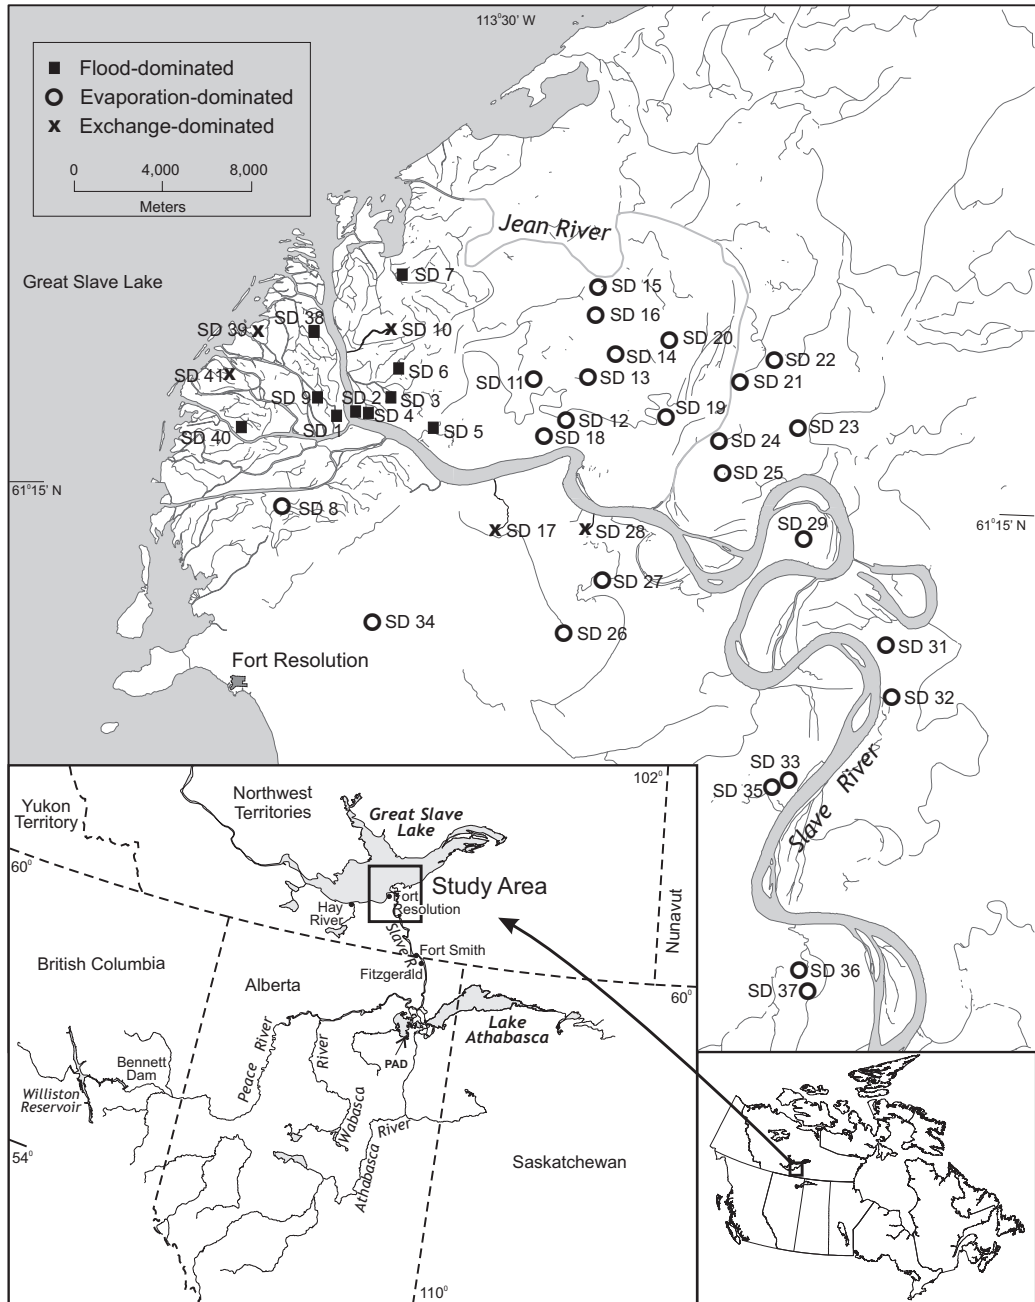 113°30' W
Flood-dominated
Evaporation-dominated
x Exchange-dominated
0 4,000 8,000
Meters
Jean River
Great Slave Lake
SD 7
SD 15
SD 16
SD 39
SD 38
SD 10
SD 20
SD 14
SD 22
SD 41
SD 6
SD 11
SD 13
SD 21
SD 9
SD 2
SD 3
SD 4
SD 1
SD 40
SD 5
SD 12
SD 19
SD 18
SD 23
SD 24
SD 25
61°15' N
SD 8
SD 17
SD 28
SD 29
61°15' N
SD 27
SD 34
SD 26
SD 31
Fort Resolution
SD 32
SD 33
SD 35
Slave River
SD 36
SD 37
102⁰
Yukon
Territory
Northwest
Territories
Great Slave
Lake
60⁰
Study Area
Fort
Resolution
Hay
River
Slave R.
Nunavut
Fort Smith
Fitzgerald
60⁰
British Columbia
Alberta
Lake
Athabasca
PAD
Peace River
River
Wabasca
Bennett
Dam
Williston
Reservoir
Athabasca River
54⁰
Saskatchewan
110⁰